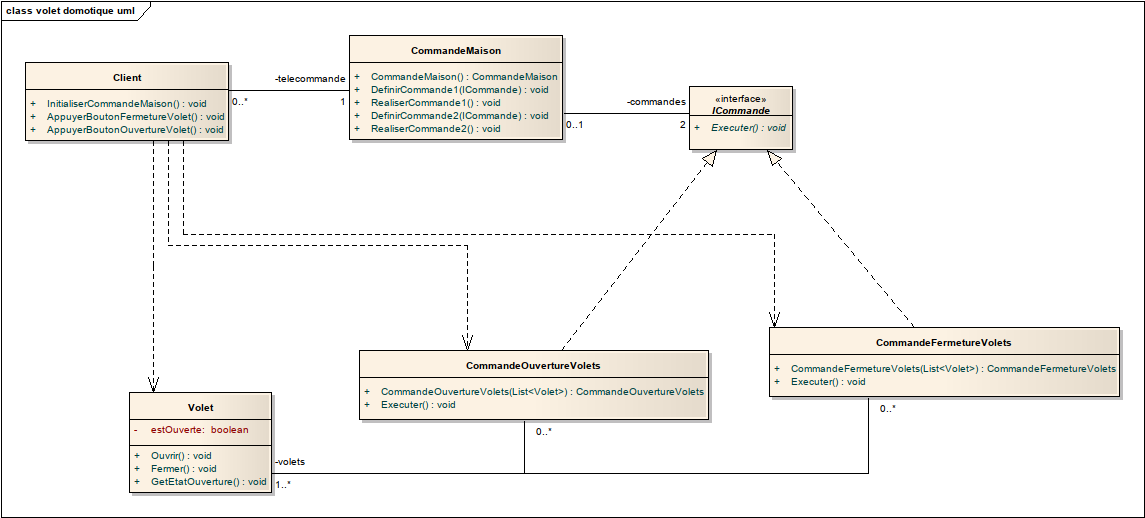 class volet domotique uml
Client
+ InitialiserCommandeMaison() : void
+ AppuyerBoutonFermetureVolet() : void
+ AppuyerBoutonOuvertureVolet() : void
-telecommande
0..*
1
CommandeMaison
+ CommandeMaison() : CommandeMaison
+ DefinirCommande1(ICommande) : void
+ RealiserCommande1() : void
+ DefinirCommande2(ICommande) : void
+ RealiserCommande2() : void
-commandes
0..1
2
«interface»
ICommande
+ Executer() : void
CommandeOuvertureVolets
+ CommandeOuvertureVolets(List<Volet>) : CommandeOuvertureVolets
+ Executer() : void
0..*
CommandeFermetureVolets
+ CommandeFermetureVolets(List<Volet>) : CommandeFermetureVolets
+ Executer() : void
0..*
Volet
- estOuverte: boolean
+ Ouvrir() : void
+ Fermer() : void
+ GetEtatOuverture() : void
-volets
1..*